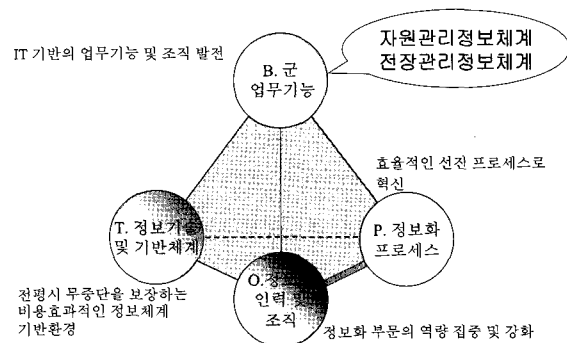 IT 기반의 업무기능 및 조직 발전
자원관리정보체계
전장관리정보체계
B. 군
업무기능
효율적인 선진 프로세스로
혁신
T. 정보기술
및 기반체계
P. 정보화
프로세스
O.정보
인력 및
조직
전평시 무중단을 보장하는
비용효과적인 정보체계
기반환경
정보화 부문의 역량 집중 및 강화